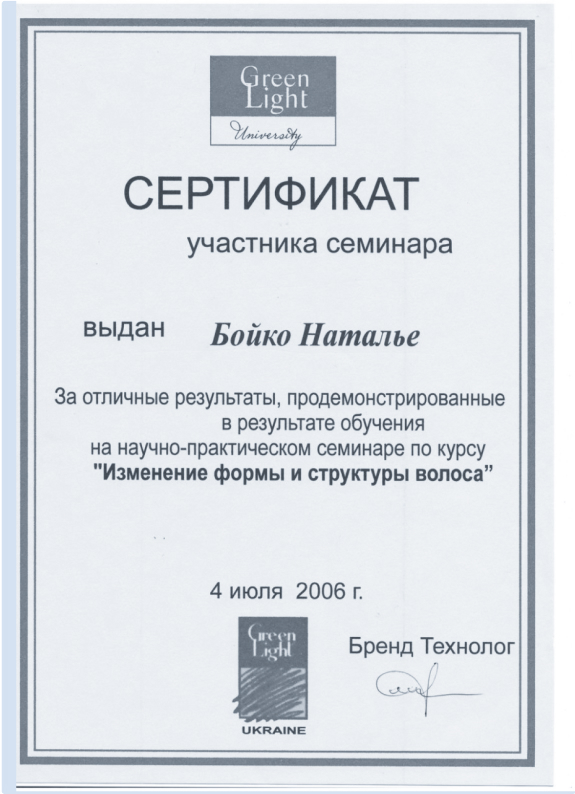 Green
Light
University
СЕРТИФИКАТ
участника семинара
выдан Бойко Наталье
За отличные результаты, продемонстрированные
в результате обучения
на научно-практическом семинаре по курсу
"Изменение формы и структуры волоса”
4 июля 2006 г.
Green
Light
UKRAINE
Бренд Технолог